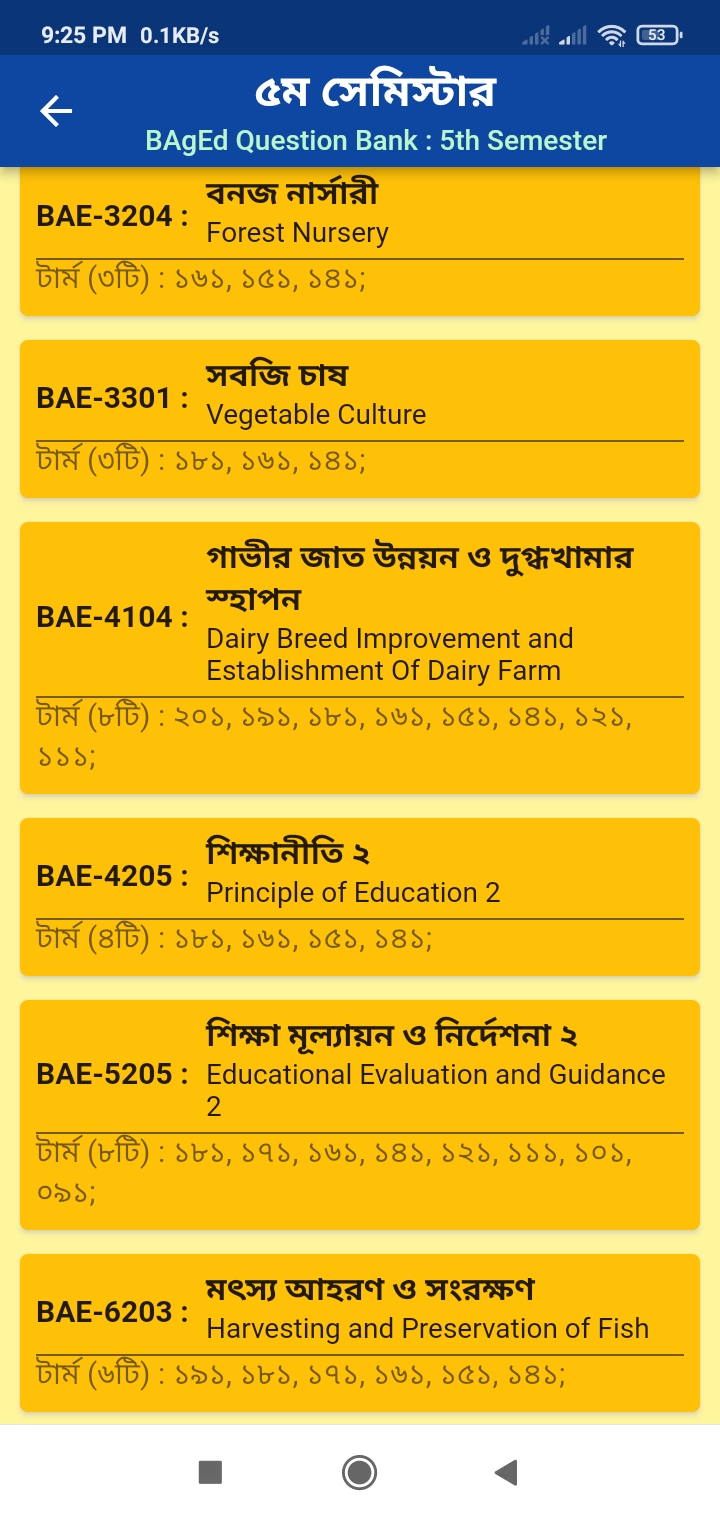 9:25 PM 0.1KB/s
53
৫ম সেমিস্টার
BAgEd Question Bank : 5th Semester
বনজ নার্সারী
BAE-3204 :
Forest Nursery
টার্ম (৩টি) : ১৬১, ১৫১, ১৪১;
সবজি চাষ
BAE-3301 :
Vegetable Culture
টার্ম (৩টি) : ১৮১, ১৬১, ১৪১;
গাভীর জাত উন্নয়ন ও দুগ্ধখামার
স্হাপন
BAE-4104 :
Dairy Breed Improvement and
Establishment Of Dairy Farm
টার্ম (৮টি) : ২০১, ১৯১, ১৮১, ১৬১, ১৫১, ১৪১, ১২১,
১১১;
শিক্ষানীতি ২
BAE-4205 :
Principle of Education 2
টার্ম (৪টি) : ১৮১, ১৬১, ১৫১, ১৪১;
শিক্ষা মূল্যায়ন ও নির্দেশনা ২
BAE-5205 :
Educational Evaluation and Guidance
2
টার্ম (৮টি) : ১৮১, ১৭১, ১৬১, ১৪১, ১২১, ১১১, ১০১,
০৯১;
মৎস্য আহরণ ও সংরক্ষণ
BAE-6203 :
Harvesting and Preservation of Fish
টার্ম (৬টি) : ১৯১, ১৮১, ১৭১, ১৬১, ১৫১, ১৪১;